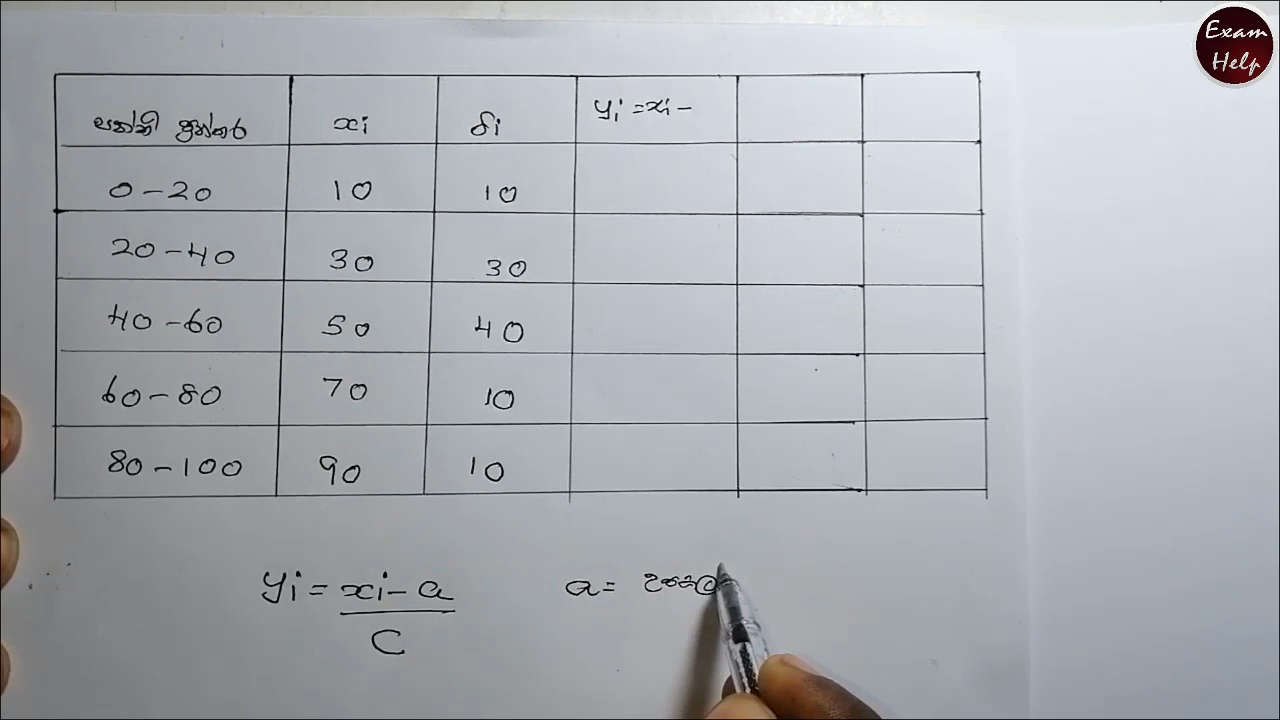 Exam
Help
පන්ති ප්‍රාන්තර xi fi yi = xi -
0 - 20 10 10
20 - 40 30 30
40 - 60 50 40
60 - 80 70 10
80 - 100 90 10
yi = xi - a a =
C